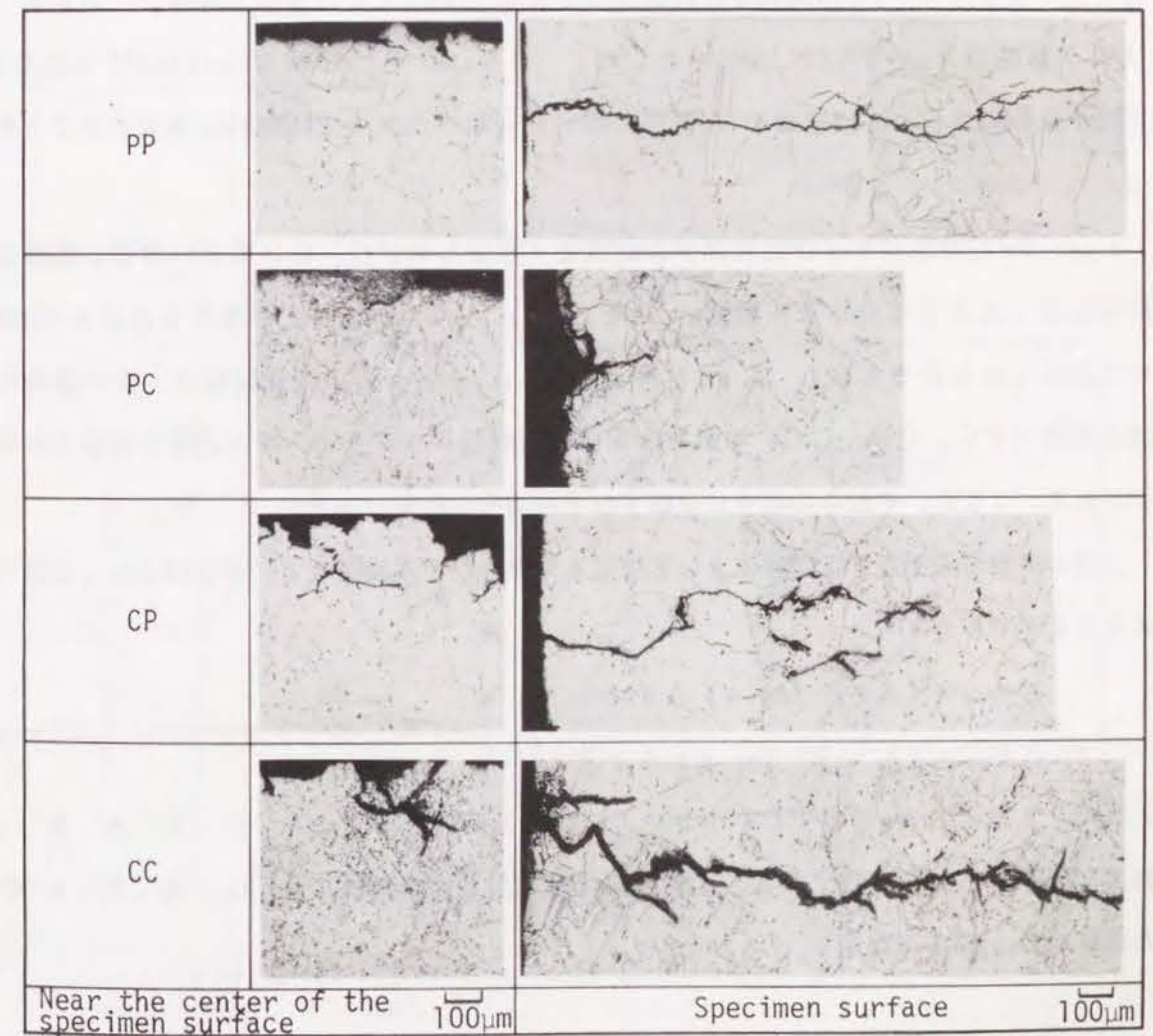 PP
PC
CP
CC
Near the center of the
specimen surface
100μm
Specimen surface
100μm